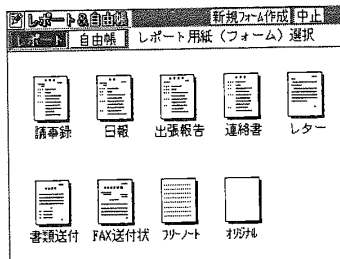 レポート&自由帳 新規フォーム作成 中止
レポート 自由帳 レポート用紙(フォーム)選択
議事録 日報 出張報告 連絡書 レター
書類送付 FAX送付状 フリーノート オリジナル